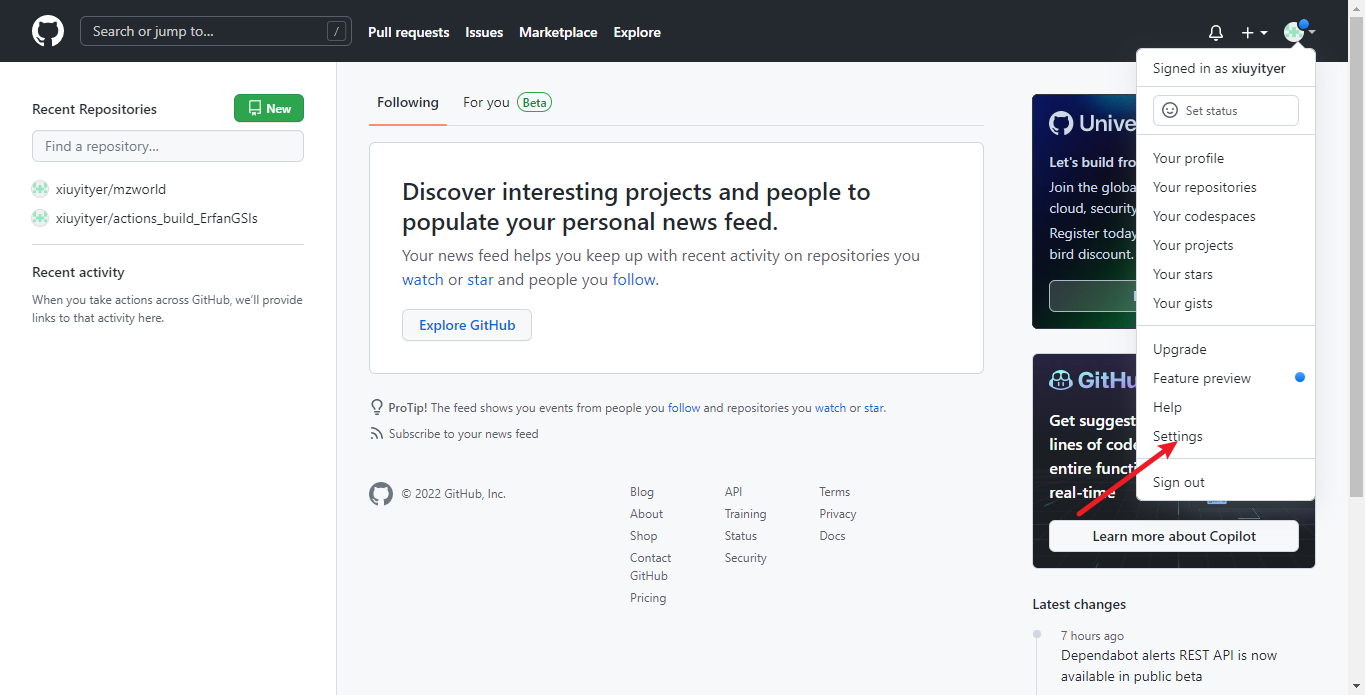 Search or jump to... /
Pull requests Issues Marketplace Explore
Signed in as xiuyityer
Set status
Your profile
Your repositories
Your codespaces
Your projects
Your stars
Your gists
Upgrade
Feature preview
Help
Settings
Sign out
Recent Repositories New
Find a repository...
xiuyityer/mzworld
xiuyityer/actions_build_ErfanGSIs
Recent activity
When you take actions across GitHub, we'll provide
links to that activity here.
Following For you Beta
Discover interesting projects and people to
populate your personal news feed.
Your news feed helps you keep up with recent activity on repositories you
watch or star and people you follow.
Explore GitHub
ProTip! The feed shows you events from people you follow and repositories you watch or star.
Subscribe to your news feed
© 2022 GitHub, Inc.
Blog
About
Shop
Contact
GitHub
Pricing
API
Training
Status
Security
Terms
Privacy
Docs
Unive
Let's build fro
Join the globa
cloud, security
Register today
bird discount.
GitHu
Get suggest
lines of code
entire functi
real-time
Learn more about Copilot
Latest changes
7 hours ago
Dependabot alerts REST API is now
available in public beta